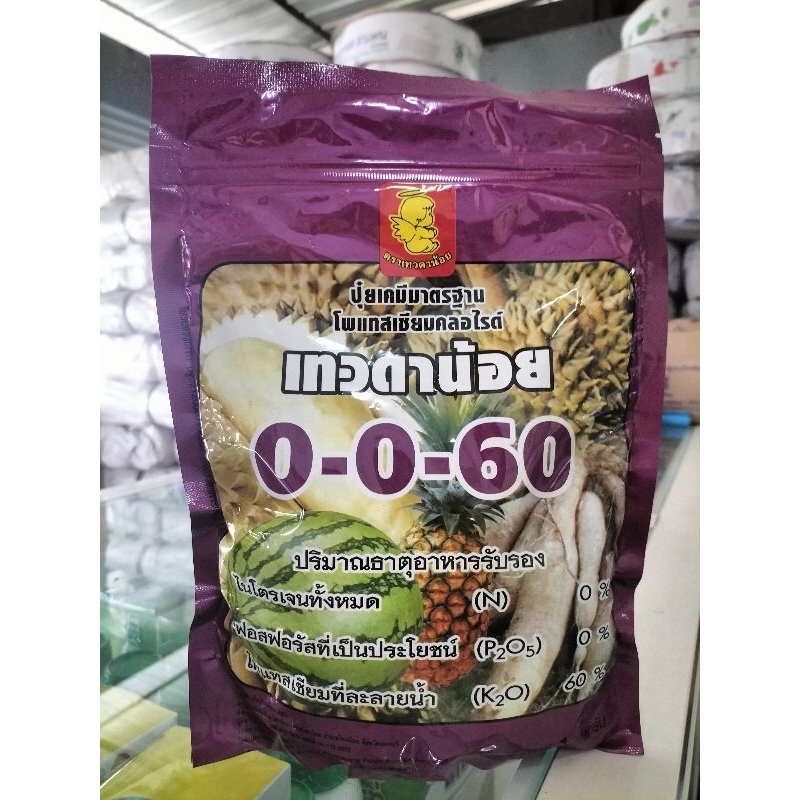 ตราเทวดาน้อย
ปุ๋ยเคมีมาตรฐาน
โพแทสเซียมคลอไรด์
เทวดาน้อย
0-0-60
ปริมาณธาตุอาหารรับรอง
ไนโตรเจนทั้งหมด (N) 0 %
ฟอสฟอรัสที่เป็นประโยชน์ (P₂O₅) 0 %
โพแทสเซียมที่ละลายน้ำ (K₂O) 60 %